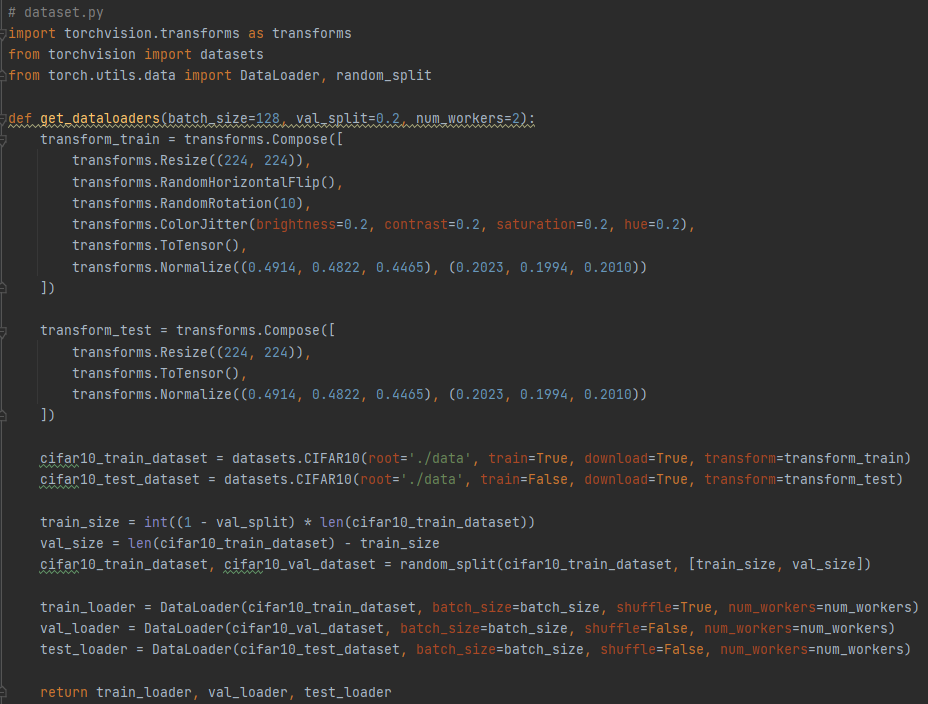 # dataset.py
import torchvision.transforms as transforms
from torchvision import datasets
from torch.utils.data import DataLoader, random_split

def get_dataloaders(batch_size=128, val_split=0.2, num_workers=2):
    transform_train = transforms.Compose([
        transforms.Resize((224, 224)),
        transforms.RandomHorizontalFlip(),
        transforms.RandomRotation(10),
        transforms.ColorJitter(brightness=0.2, contrast=0.2, saturation=0.2, hue=0.2),
        transforms.ToTensor(),
        transforms.Normalize((0.4914, 0.4822, 0.4465), (0.2023, 0.1994, 0.2010))
    ])

    transform_test = transforms.Compose([
        transforms.Resize((224, 224)),
        transforms.ToTensor(),
        transforms.Normalize((0.4914, 0.4822, 0.4465), (0.2023, 0.1994, 0.2010))
    ])

    cifar10_train_dataset = datasets.CIFAR10(root='./data', train=True, download=True, transform=transform_train)
    cifar10_test_dataset = datasets.CIFAR10(root='./data', train=False, download=True, transform=transform_test)

    train_size = int((1 - val_split) * len(cifar10_train_dataset))
    val_size = len(cifar10_train_dataset) - train_size
    cifar10_train_dataset, cifar10_val_dataset = random_split(cifar10_train_dataset, [train_size, val_size])

    train_loader = DataLoader(cifar10_train_dataset, batch_size=batch_size, shuffle=True, num_workers=num_workers)
    val_loader = DataLoader(cifar10_val_dataset, batch_size=batch_size, shuffle=False, num_workers=num_workers)
    test_loader = DataLoader(cifar10_test_dataset, batch_size=batch_size, shuffle=False, num_workers=num_workers)

    return train_loader, val_loader, test_loader